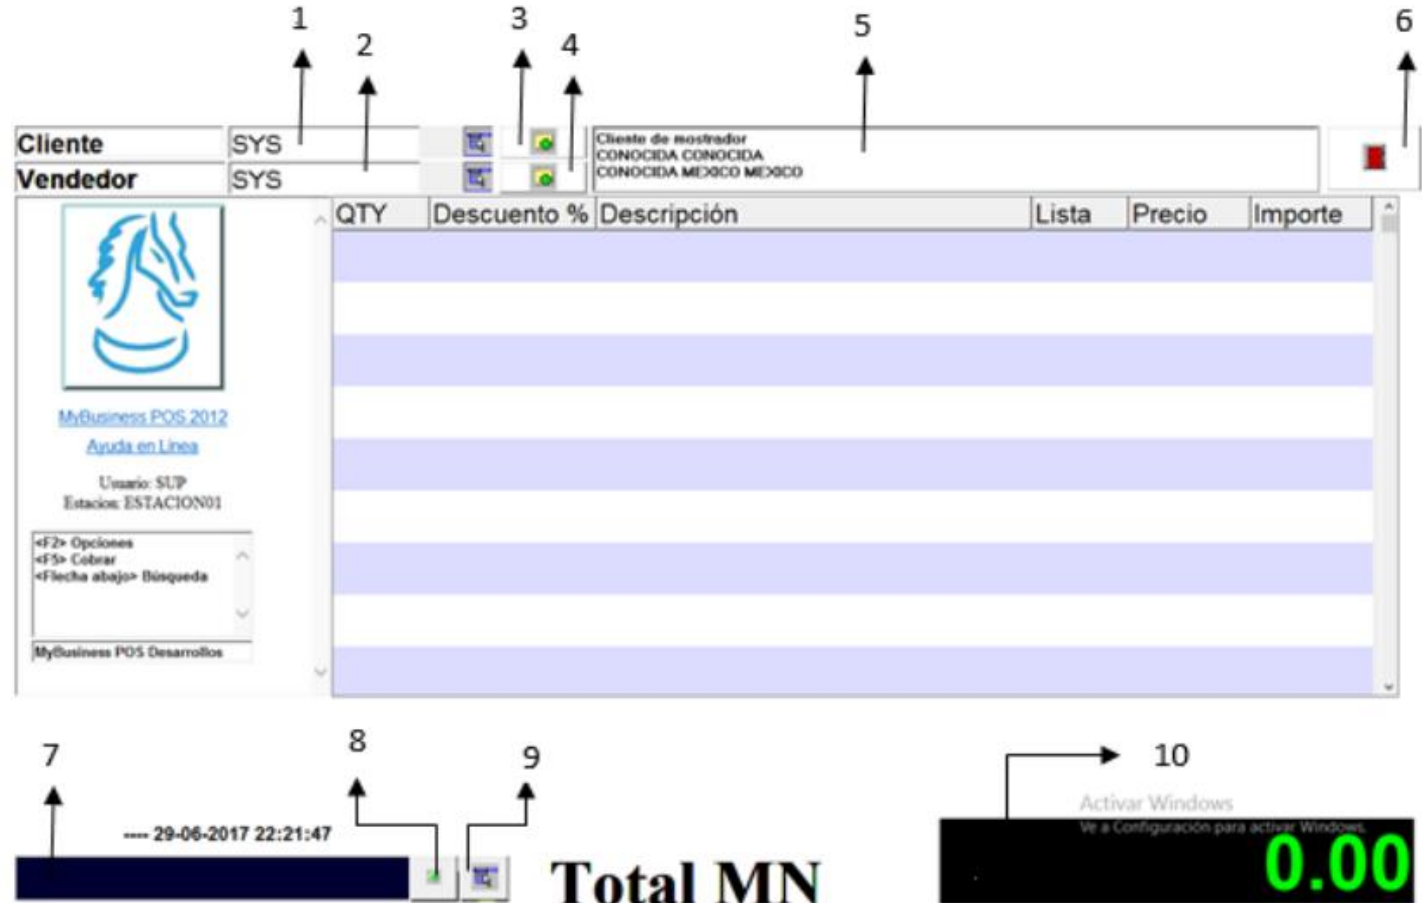 1
2
3
4
5
6
Cliente SYS
Vendedor SYS
Cliente de mostrador
CONOCIDA CONOCIDA
CONOCIDA MEXICO MEXICO
QTY Descuento % Descripción Lista Precio Importe
MyBusiness POS 2012
Ayuda en Linea
Usuario: SUP
Estacion: ESTACION01
<F2> Opciones
<F5> Cobrar
<Flecha abajo> Búsqueda
MyBusiness POS Desarrollos
7
8
9
10
---- 29-06-2017 22:21:47
Activar Windows
Ve a Configuración para activar Windows.
Total MN
0.00